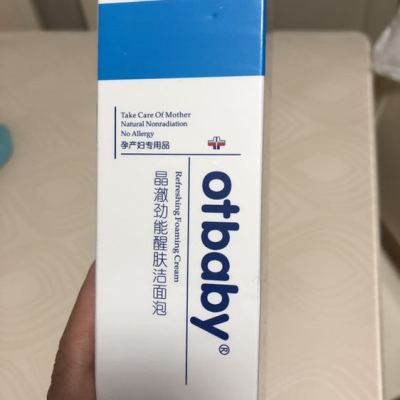 Take Care Of Mother
Natural Nonradiation
No Allergy
孕产妇专用品
otbaby®
Refreshing Foaming Cream
晶澈劲能醒肤洁面泡